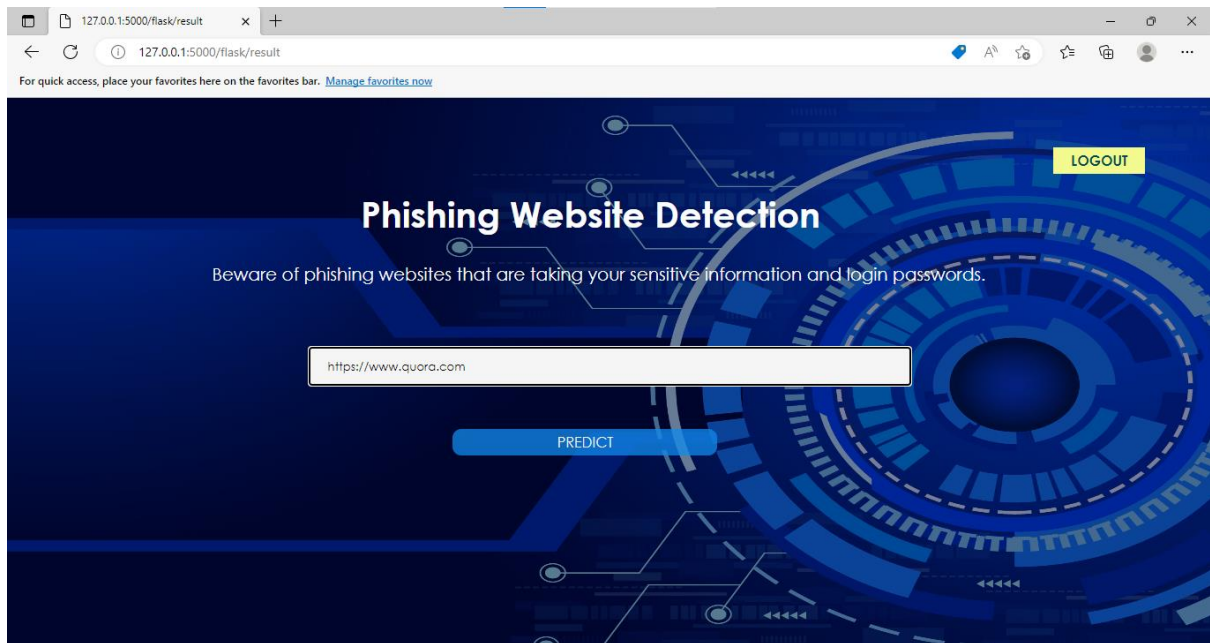 127.0.0.1:5000/flask/result
127.0.0.1:5000/flask/result
For quick access, place your favorites here on the favorites bar. Manage favorites now
LOGOUT
Phishing Website Detection
Beware of phishing websites that are taking your sensitive information and login passwords.
https://www.quora.com
PREDICT